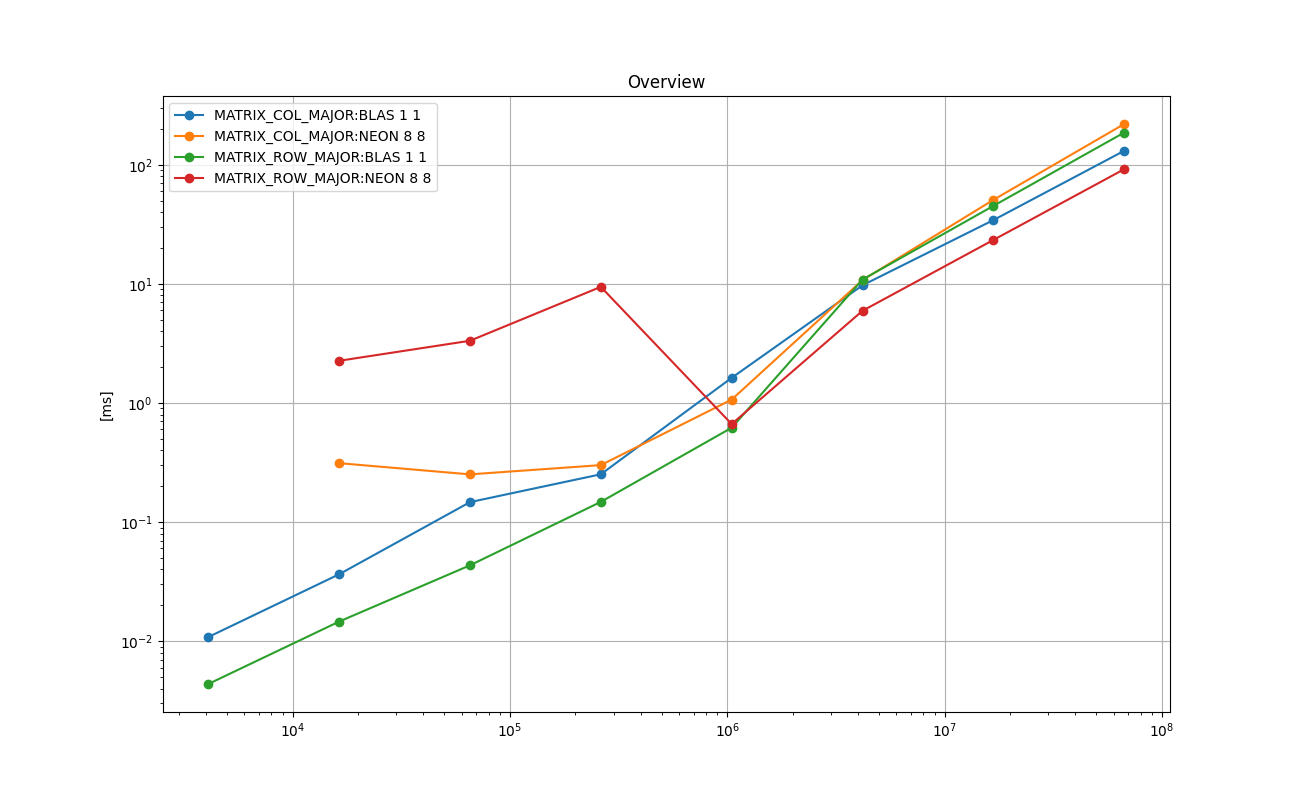 Overview
MATRIX_COL_MAJOR:BLAS 1 1
MATRIX_COL_MAJOR:NEON 8 8
MATRIX_ROW_MAJOR:BLAS 1 1
MATRIX_ROW_MAJOR:NEON 8 8
10²
10¹
10⁰
10⁻¹
10⁻²
[ms]
10⁴ 10⁵ 10⁶ 10⁷ 10⁸